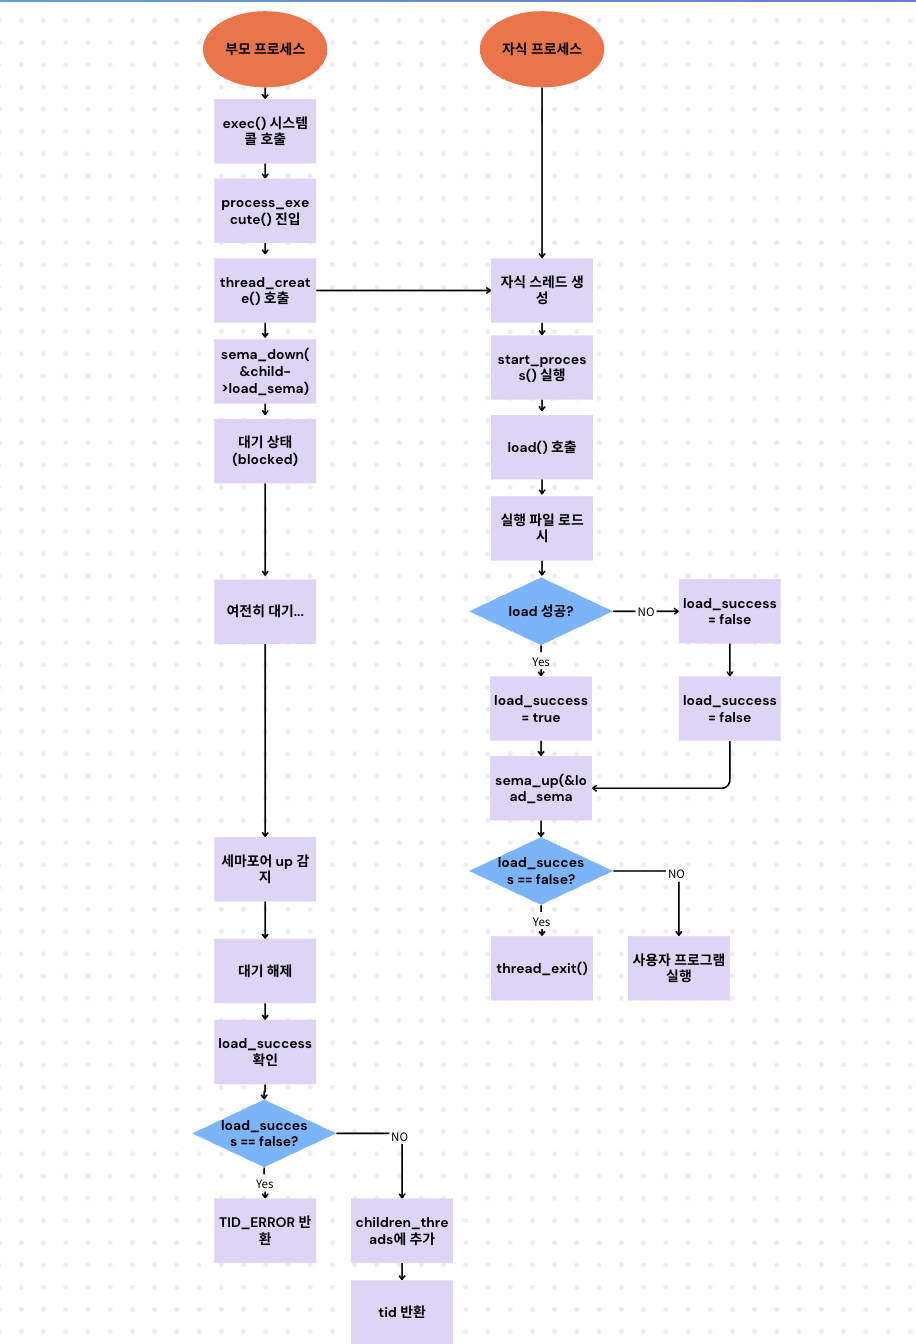 부모 프로세스
자식 프로세스
exec() 시스템
콜 호출
process_exe
cute() 진입
thread_creat
e() 호출
자식 스레드 생
성
sema_down(
&child-
>load_sema)
start_proces
s() 실행
대기 상태
(blocked)
load() 호출
실행 파일 로드
시
여전히 대기...
load 성공?
NO
load_success
= false
Yes
load_success
= true
load_success
= false
sema_up(&lo
ad_sema
세마포어 up 감
지
load_succes
s == false?
NO
Yes
대기 해제
thread_exit()
사용자 프로그램
실행
load_success
확인
load_succes
s == false?
NO
Yes
TID_ERROR 반
환
children_thre
ads에 추가
tid 반환